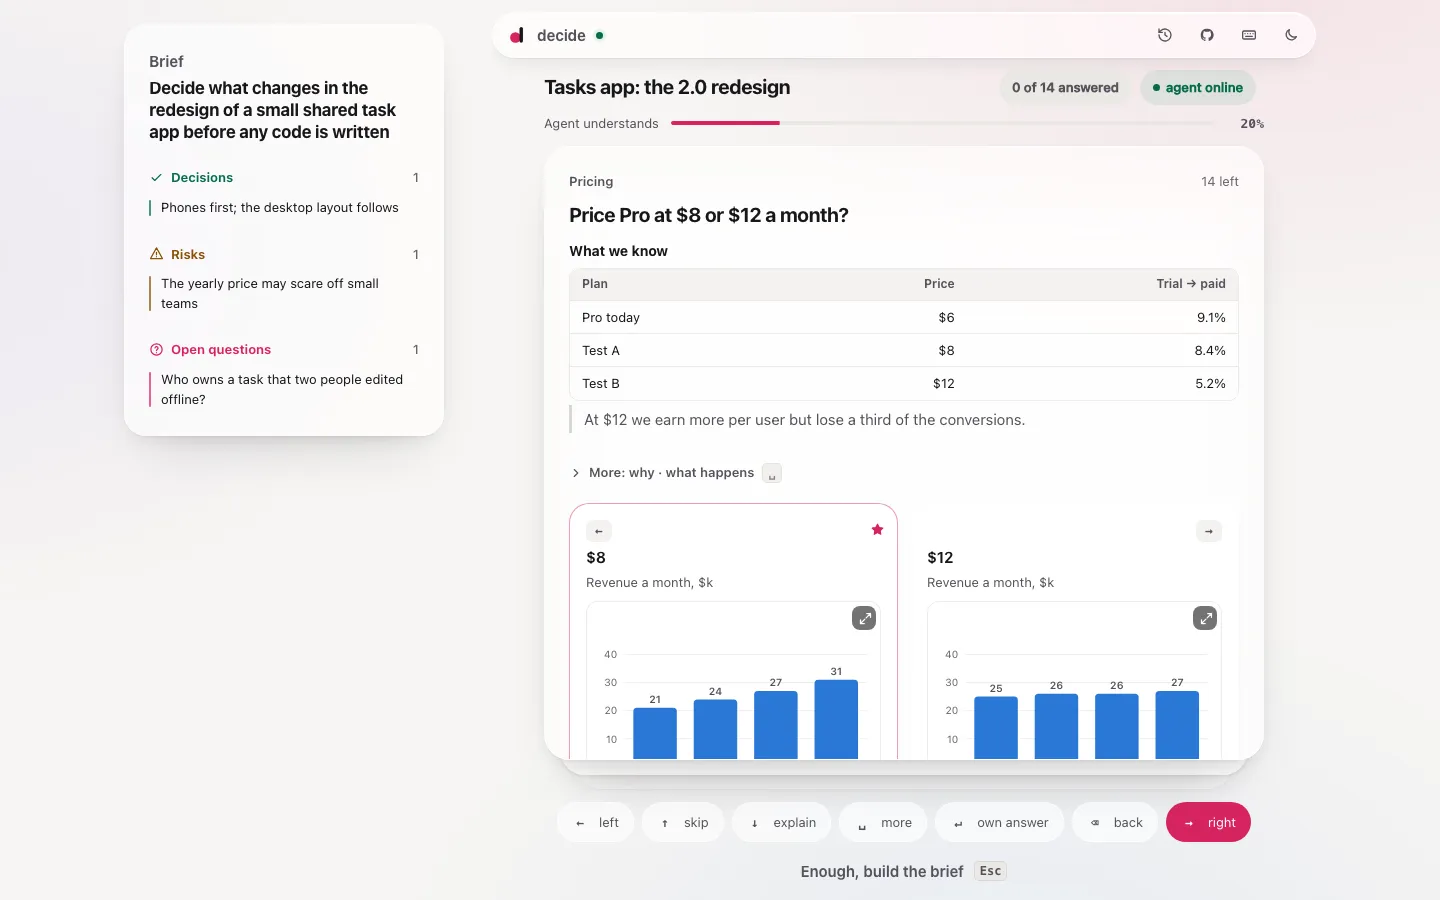 Brief
Decide what changes in the
redesign of a small shared task
app before any code is written
Decisions 1
Phones first; the desktop layout follows
Risks 1
The yearly price may scare off small
teams
Open questions 1
Who owns a task that two people edited
offline?
decide
Tasks app: the 2.0 redesign
0 of 14 answered
agent online
Agent understands
20%
Pricing
14 left
Price Pro at $8 or $12 a month?
What we know
Plan Price Trial → paid
Pro today $6 9.1%
Test A $8 8.4%
Test B $12 5.2%
At $12 we earn more per user but lose a third of the conversions.
More: why · what happens ␣
←
$8
Revenue a month, $k
40
30
20
10
21 24 27 31
→
$12
Revenue a month, $k
40
30
20
10
25 26 26 27
← left
↑ skip
↓ explain
␣ more
↵ own answer
⌫ back
→ right
Enough, build the brief Esc